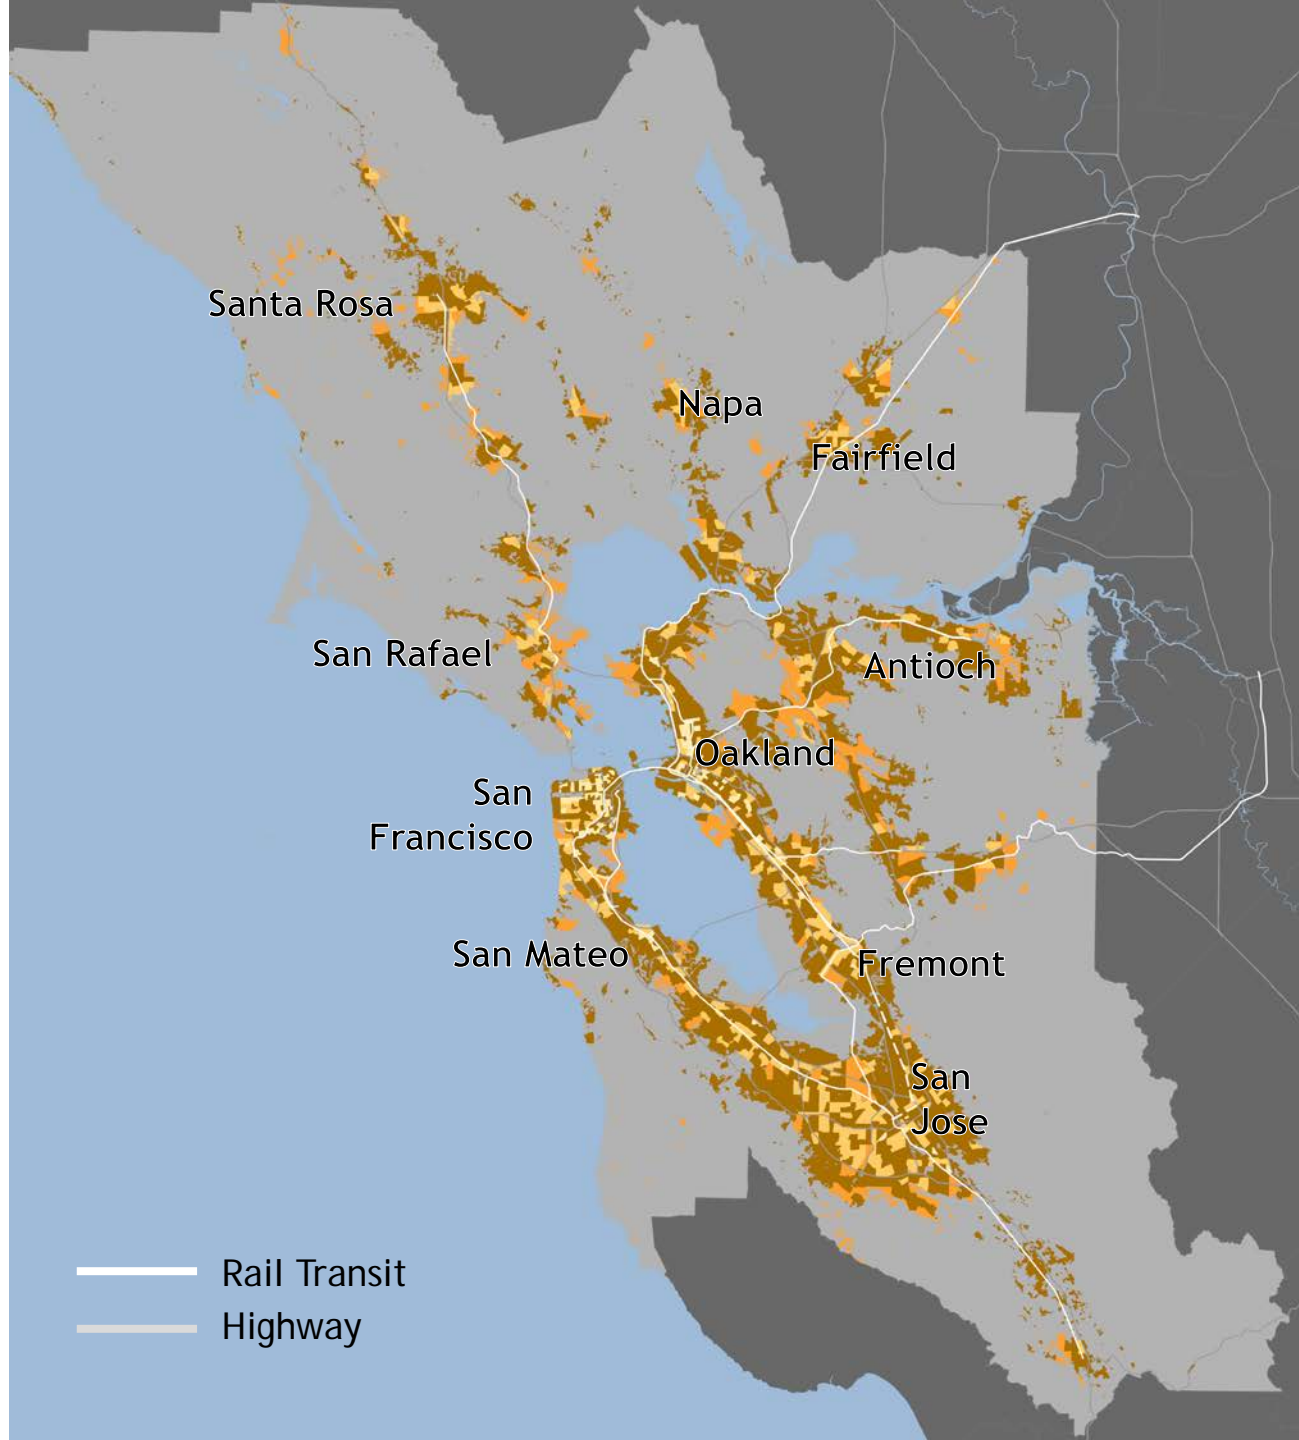 Santa Rosa
Napa
Fairfield
San Rafael
Antioch
Oakland
San
Francisco
San Mateo
Fremont
San
Jose
Rail Transit
Highway